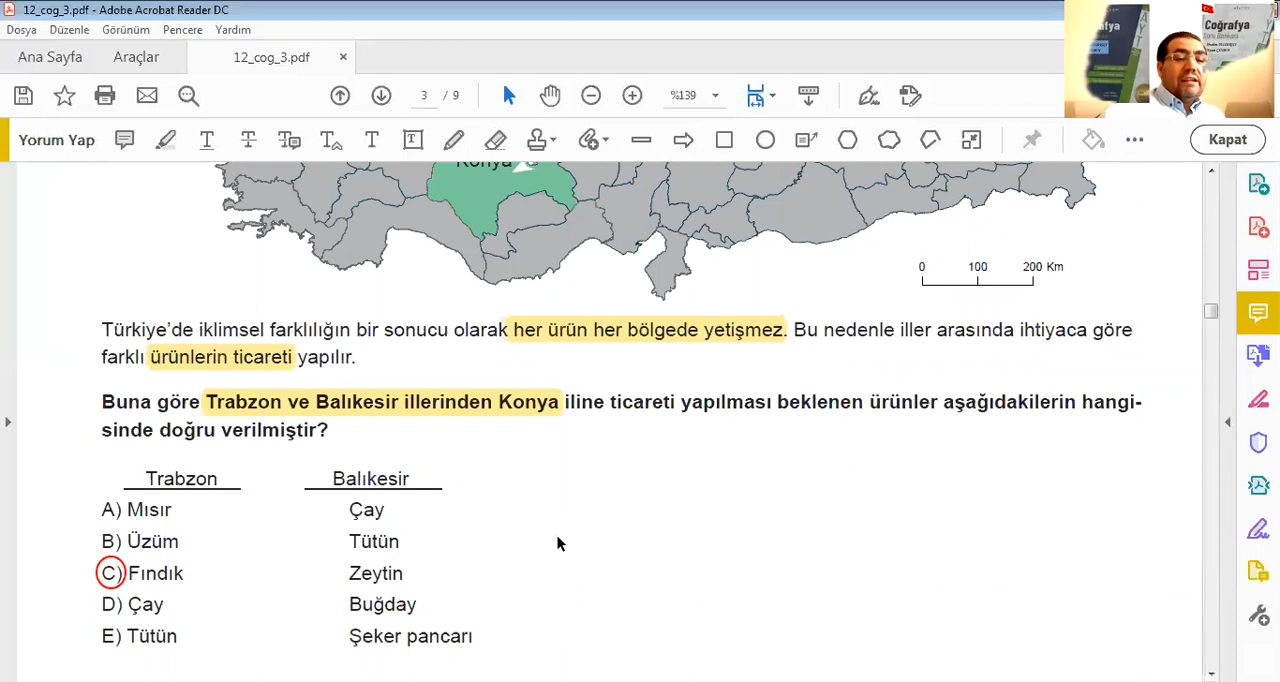 12_cog_3.pdf - Adobe Acrobat Reader DC
Dosya Düzenle Görünüm Pencere Yardım
Ana Sayfa Araçlar 12_cog_3.pdf ×
3 / 9 %139
Yorum Yap Kapat
Konya
0 100 200 Km
Türkiye’de iklimsel farklılığın bir sonucu olarak her ürün her bölgede yetişmez. Bu nedenle iller arasında ihtiyaca göre
farklı ürünlerin ticareti yapılır.
Buna göre Trabzon ve Balıkesir illerinden Konya iline ticareti yapılması beklenen ürünler aşağıdakilerin hangi-
sinde doğru verilmiştir?
Trabzon Balıkesir
A) Mısır Çay
B) Üzüm Tütün
C) Fındık Zeytin
D) Çay Buğday
E) Tütün Şeker pancarı
Coğrafya